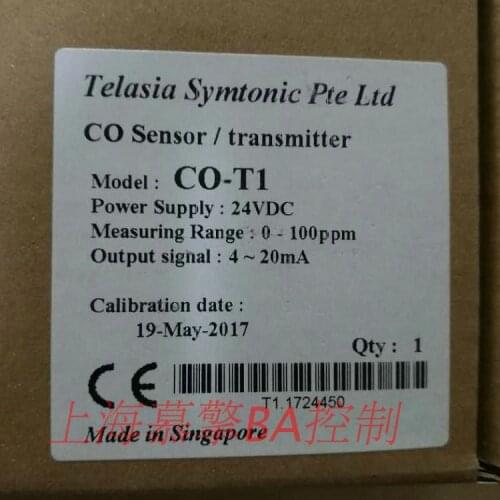 Telasia Symtonic Pte Ltd
CO Sensor / transmitter
Model : CO-T1
Power Supply : 24VDC
Measuring Range : 0 - 100ppm
Output signal : 4 ~ 20mA
Calibration date :
19-May-2017
Qty : 1
CE
T1.1724450
上海慕擎BA控制
Made in Singapore